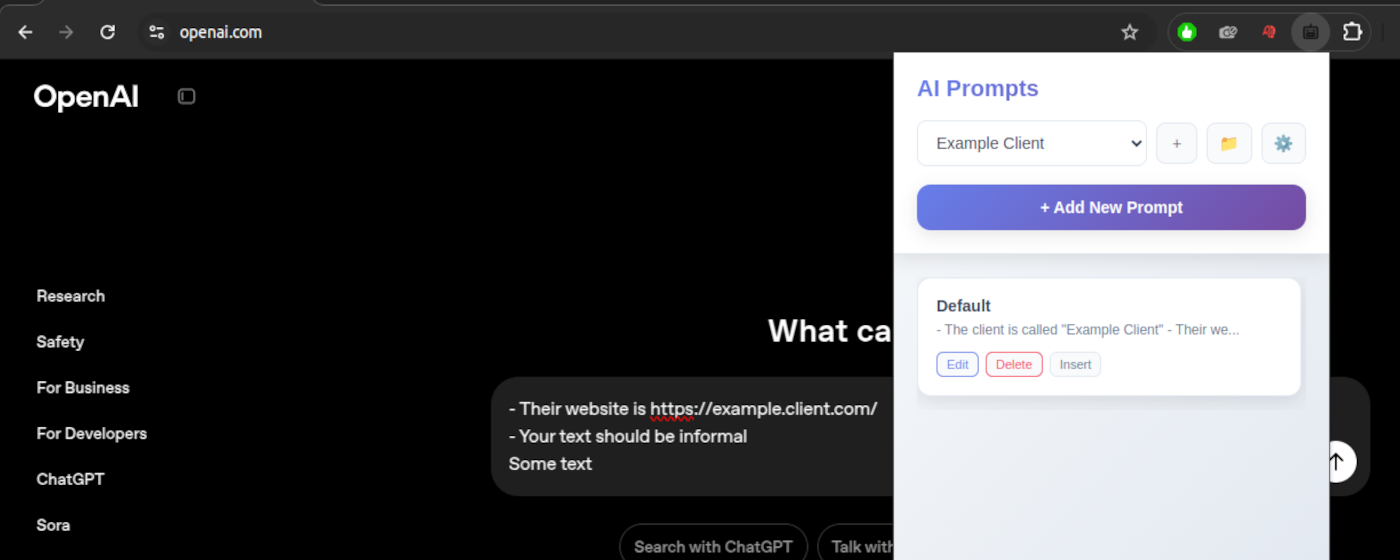 openai.com
OpenAI
AI Prompts
Example Client
+
+ Add New Prompt
Research
Safety
For Business
For Developers
ChatGPT
Sora
What ca
- Their website is https://example.client.com/
- Your text should be informal
Some text
Search with ChatGPT
Talk with
Default
- The client is called "Example Client" - Their we...
Edit
Delete
Insert